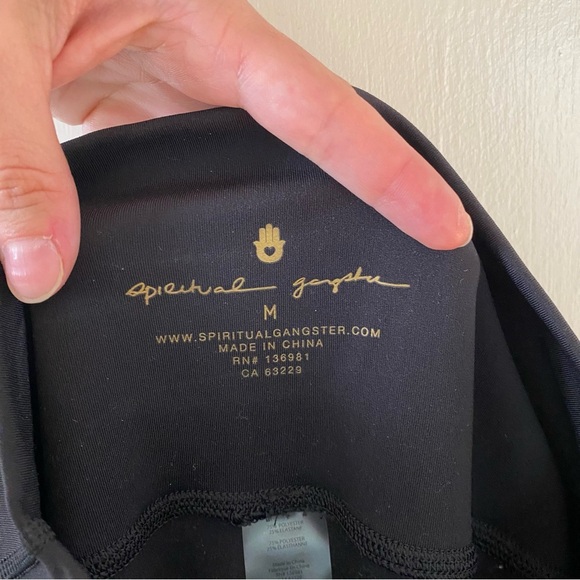 spiritual gangster
M
WWW.SPIRITUALGANGSTER.COM
MADE IN CHINA
RN# 136981
CA 63229